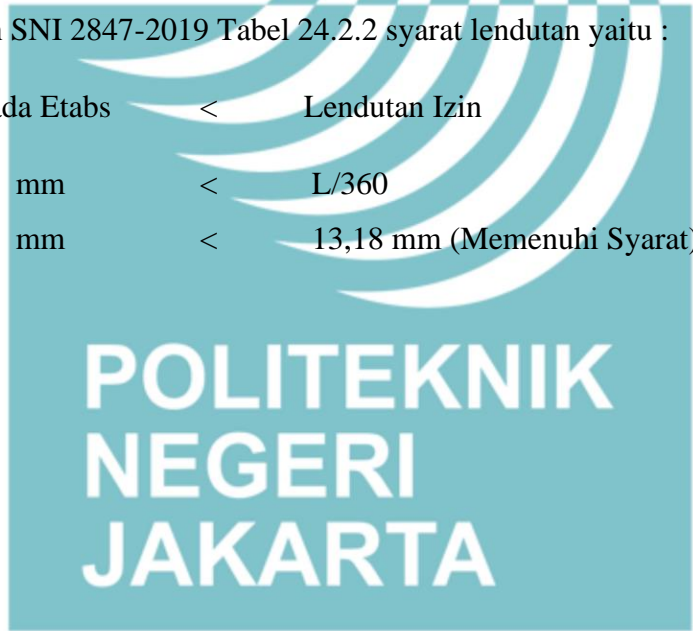 SNI 2847-2019 Tabel 24.2.2 syarat lendutan yaitu :
Etabs < Lendutan Izin
mm < L/360
mm < 13,18 mm (Memenuhi Syarat)
POLITEKNIK
NEGERI
JAKARTA